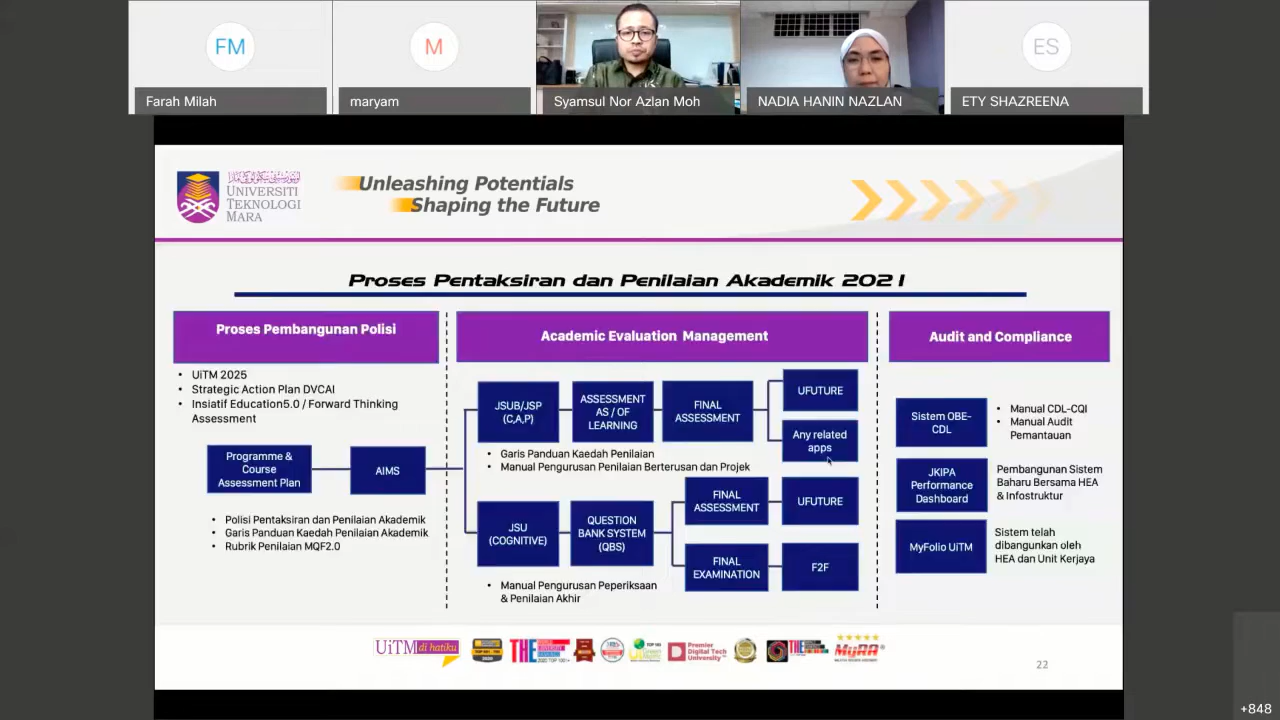 FM
Farah Milah
M
maryam
Syamsul Nor Azlan Moh
NADIA HANIN NAZLAN
ES
ETY SHAZREENA
UNIVERSITI
TEKNOLOGI
MARA
Unleashing Potentials
Shaping the Future
Proses Pentaksiran dan Penilaian Akademik 2021
Proses Pembangunan Polisi
• UiTM 2025
• Strategic Action Plan DVCAI
• Insiatif Education5.0 / Forward Thinking
Assessment
Programme &
Course
Assessment Plan
AIMS
• Polisi Pentaksiran dan Penilaian Akademik
• Garis Panduan Kaedah Penilaian Akademik
• Rubrik Penilaian MQF2.0
Academic Evaluation Management
JSUB/JSP
(C,A,P)
ASSESSMENT
AS / OF
LEARNING
FINAL
ASSESSMENT
UFUTURE
Any related
apps
• Garis Panduan Kaedah Penilaian
• Manual Pengurusan Penilaian Berterusan dan Projek
JSU
(COGNITIVE)
QUESTION
BANK SYSTEM
(QBS)
FINAL
ASSESSMENT
UFUTURE
FINAL
EXAMINATION
F2F
• Manual Pengurusan Peperiksaan
& Penilaian Akhir
Audit and Compliance
Sistem OBE-
CDL
• Manual CDL-CQI
• Manual Audit
Pemantauan
JKIPA
Performance
Dashboard
Pembangunan Sistem
Baharu Bersama HEA
& Infostruktur
MyFolio UiTM
Sistem telah
dibangunkan oleh
HEA dan Unit Kerjaya
UiTM di hatiku
THE
Premier
Digital Tech
University
THE
MyRA
22
+848